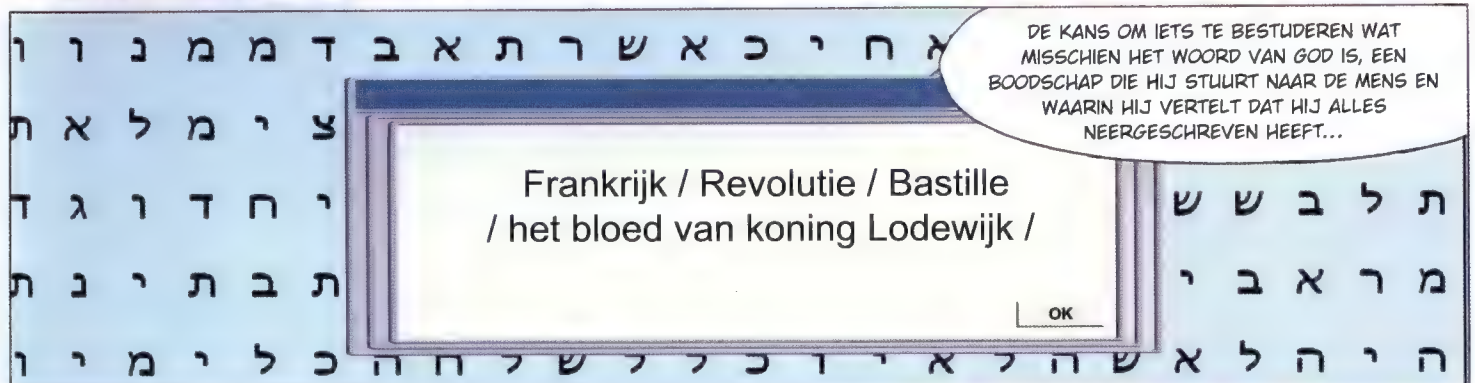 DE KANS OM IETS TE BESTUDEREN WAT
MISSCHIEN HET WOORD VAN GOD IS, EEN
BOODSCHAP DIE HIJ STUURT NAAR DE MENS EN
WAARIN HIJ VERTELT DAT HIJ ALLES
NEERGESCHREVEN HEEFT...
א ח י כ א ש ר ת א ב ד מ מ נ ו ו
צ י מ ל א ת
ת ל ב ש ש י ח ד ו ג ד
מ ר א ב י ת ב ת י נ ת
ה י ה ל א ש ה ל א י ו כ ל ל ש ל ח ה כ ל י מ י ו
Frankrijk / Revolutie / Bastille
/ het bloed van koning Lodewijk /
OK